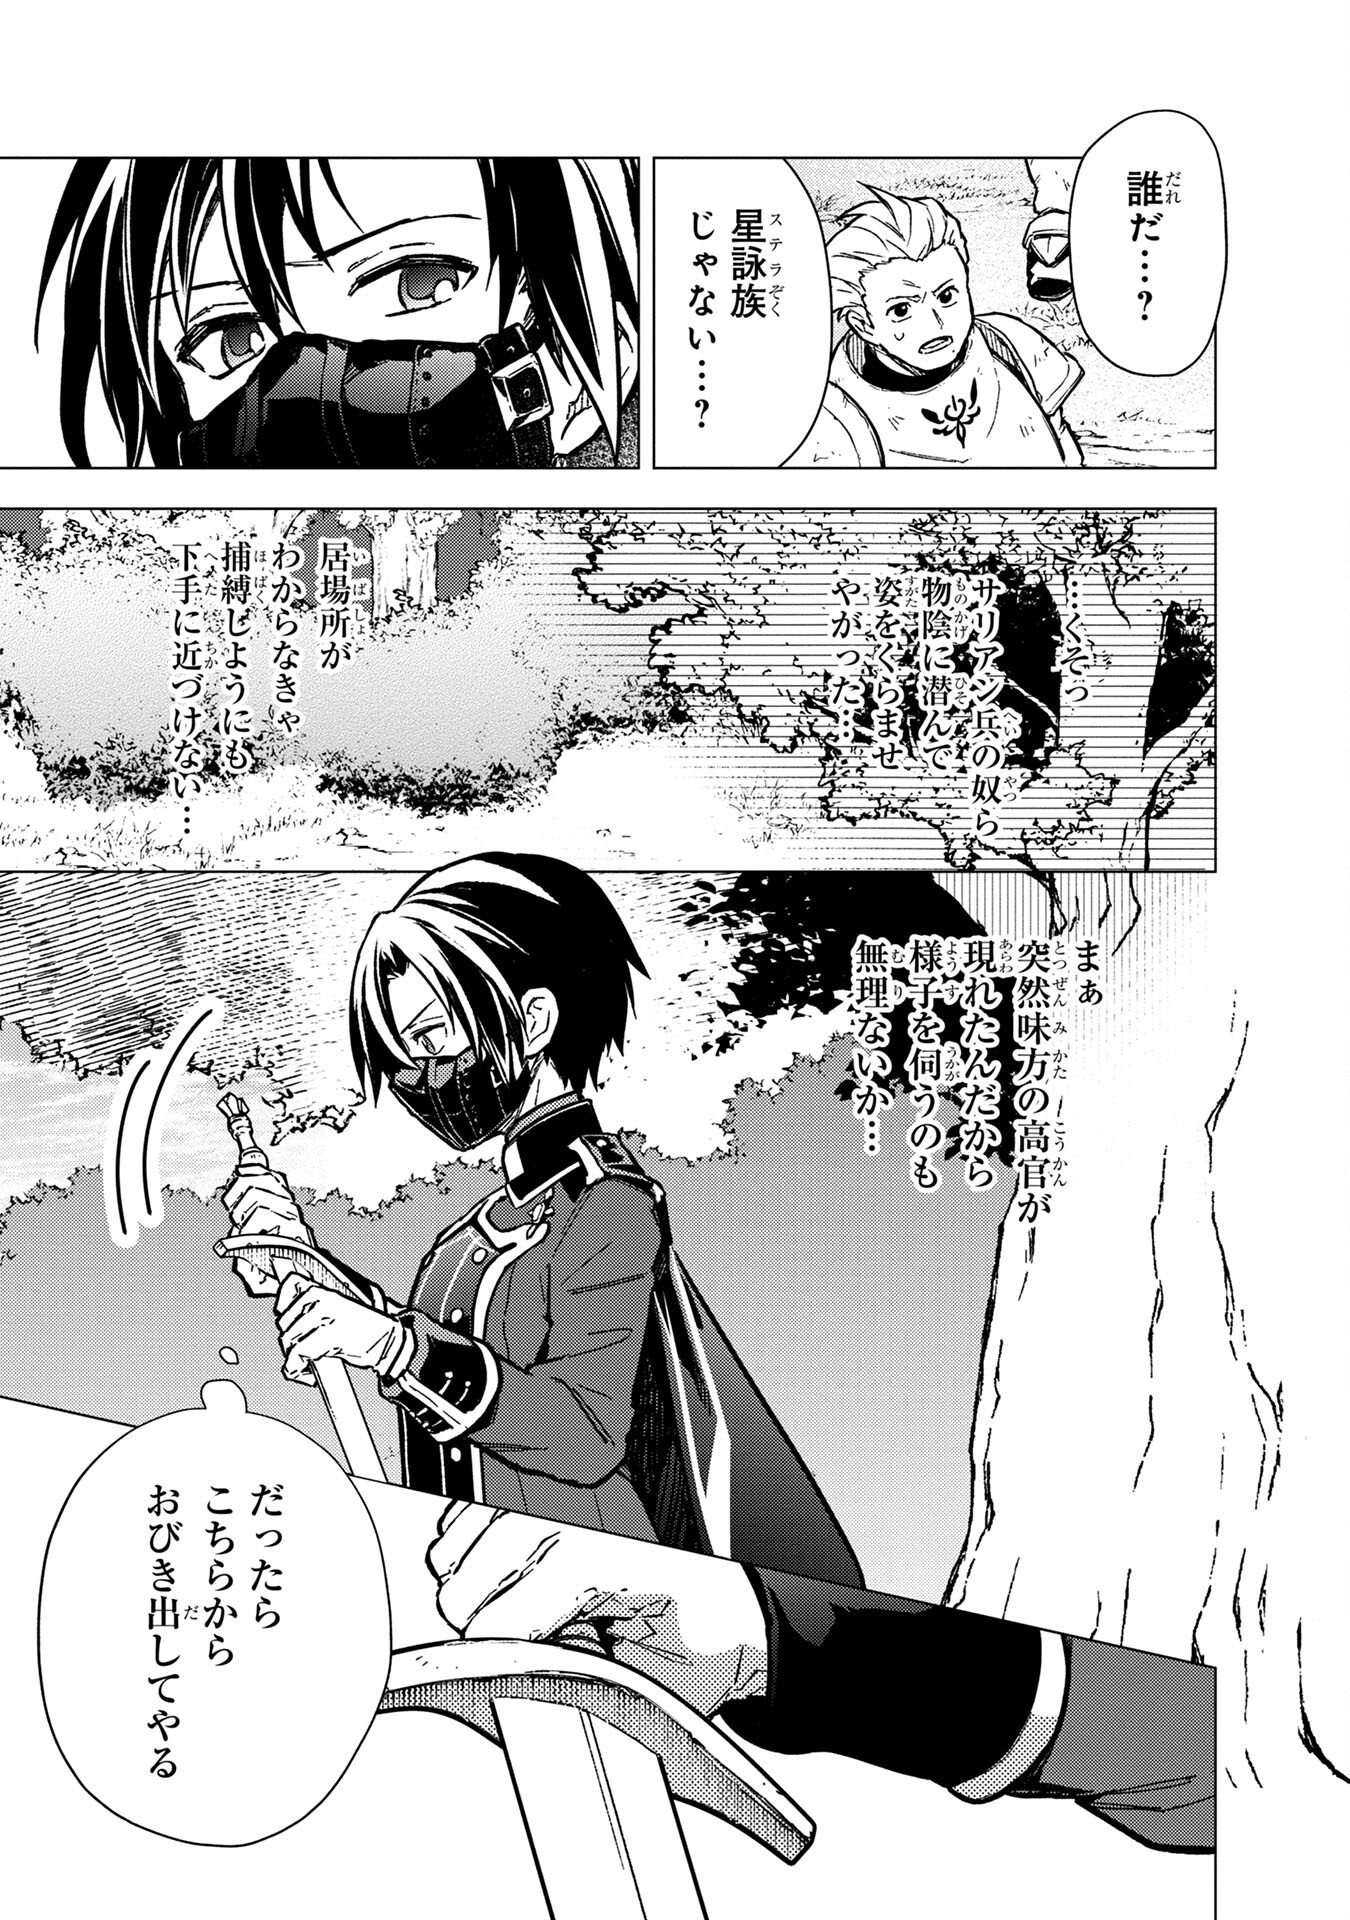 誰だ…？
星詠族
じゃない…？
…くそっ
サリアン兵の奴ら
物陰に潜んで
姿をくらませ
やがった…
居場所が
わからなきゃ
捕縛しようにも
下手に近づけない…
まぁ
突然味方の高官が
現れたんだから
様子を伺うのも
無理ないか…
だったら
こちらから
おびき出してやる